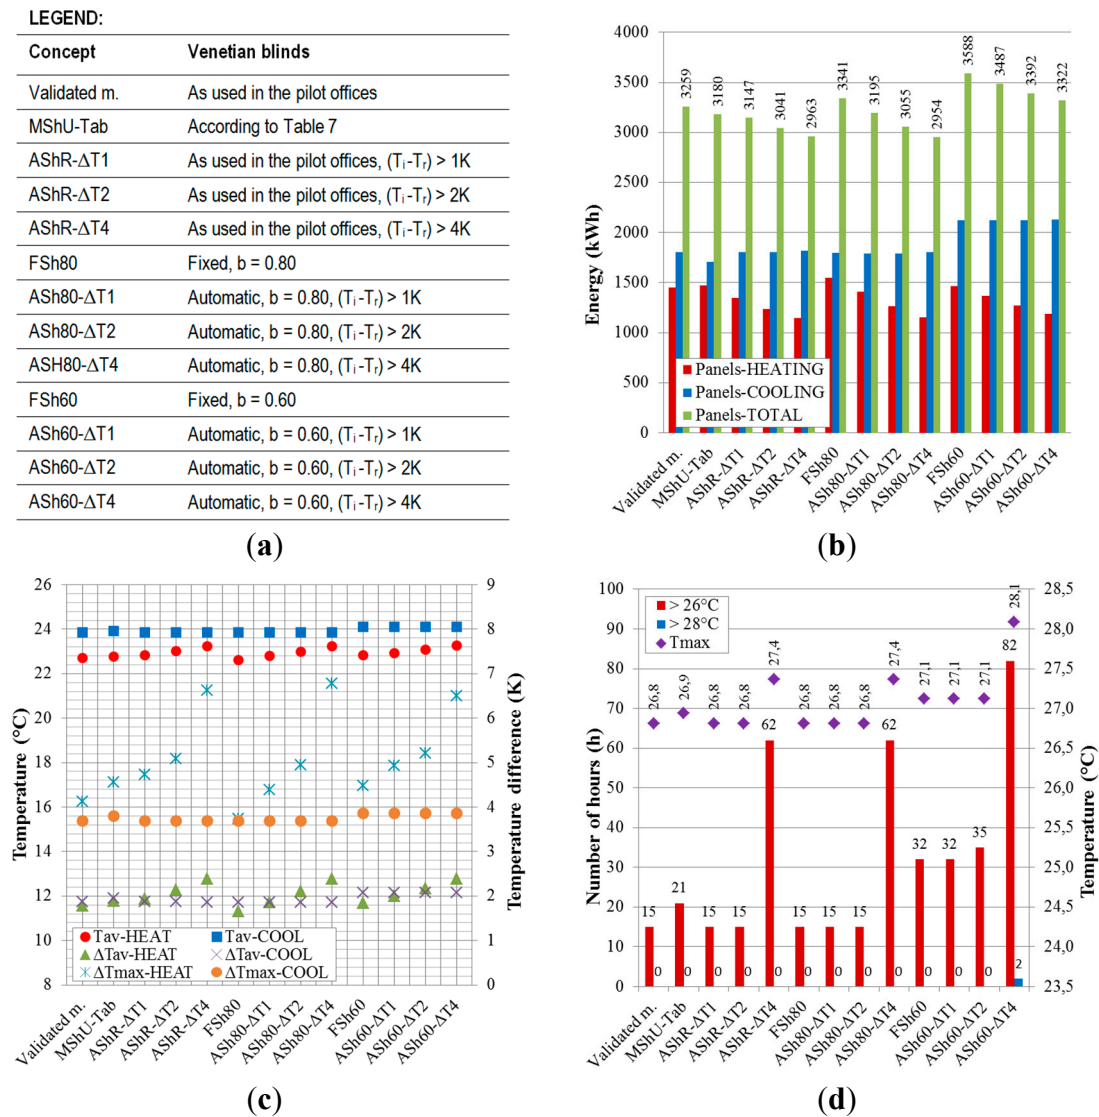 LEGEND:
Concept Venetian blinds
Validated m. As used in the pilot offices
MShU-Tab According to Table 7
AShR-ΔT1 As used in the pilot offices, (Ti -Tr) > 1K
AShR-ΔT2 As used in the pilot offices, (Ti -Tr) > 2K
AShR-ΔT4 As used in the pilot offices, (Ti -Tr) > 4K
FSh80 Fixed, b = 0.80
ASh80-ΔT1 Automatic, b = 0.80, (Ti -Tr) > 1K
ASh80-ΔT2 Automatic, b = 0.80, (Ti -Tr) > 2K
ASH80-ΔT4 Automatic, b = 0.80, (Ti -Tr) > 4K
FSh60 Fixed, b = 0.60
ASh60-ΔT1 Automatic, b = 0.60, (Ti -Tr) > 1K
ASh60-ΔT2 Automatic, b = 0.60, (Ti -Tr) > 2K
ASh60-ΔT4 Automatic, b = 0.60, (Ti -Tr) > 4K
(a)
4000
3500
3000
2500
2000
1500
1000
500
0
Energy (kWh)
3259
3180
3147
3041
2963
3341
3195
3055
2954
3588
3487
3392
3322
Panels-HEATING
Panels-COOLING
Panels-TOTAL
Validated m.
MShU-Tab
AShR-ΔT1
AShR-ΔT2
AShR-ΔT4
FSh80
ASh80-ΔT1
ASh80-ΔT2
ASh80-ΔT4
FSh60
ASh60-ΔT1
ASh60-ΔT2
ASh60-ΔT4
(b)
26
24
22
20
18
16
14
12
10
8
Temperature (°C)
9
8
7
6
5
4
3
2
1
0
Temperature difference (K)
Tav-HEAT Tav-COOL
ΔTav-HEAT ΔTav-COOL
ΔTmax-HEAT ΔTmax-COOL
Validated m.
MShU-Tab
AShR-ΔT1
AShR-ΔT2
AShR-ΔT4
FSh80
ASh80-ΔT1
ASh80-ΔT2
ASh80-ΔT4
FSh60
ASh60-ΔT1
ASh60-ΔT2
ASh60-ΔT4
(c)
100
90
80
70
60
50
40
30
20
10
0
Number of hours (h)
28,5
28,0
27,5
27,0
26,5
26,0
25,5
25,0
24,5
24,0
23,5
Temperature (°C)
> 26°C
> 28°C
Tmax
26,8
26,9
26,8
26,8
27,4
26,8
26,8
26,8
27,4
27,1
27,1
27,1
28,1
15
21
15
15
62
15
15
15
62
32
32
35
82
0
0
0
0
0
0
0
0
0
0
0
0
2
Validated m.
MShU-Tab
AShR-ΔT1
AShR-ΔT2
AShR-ΔT4
FSh80
ASh80-ΔT1
ASh80-ΔT2
ASh80-ΔT4
FSh60
ASh60-ΔT1
ASh60-ΔT2
ASh60-ΔT4
(d)